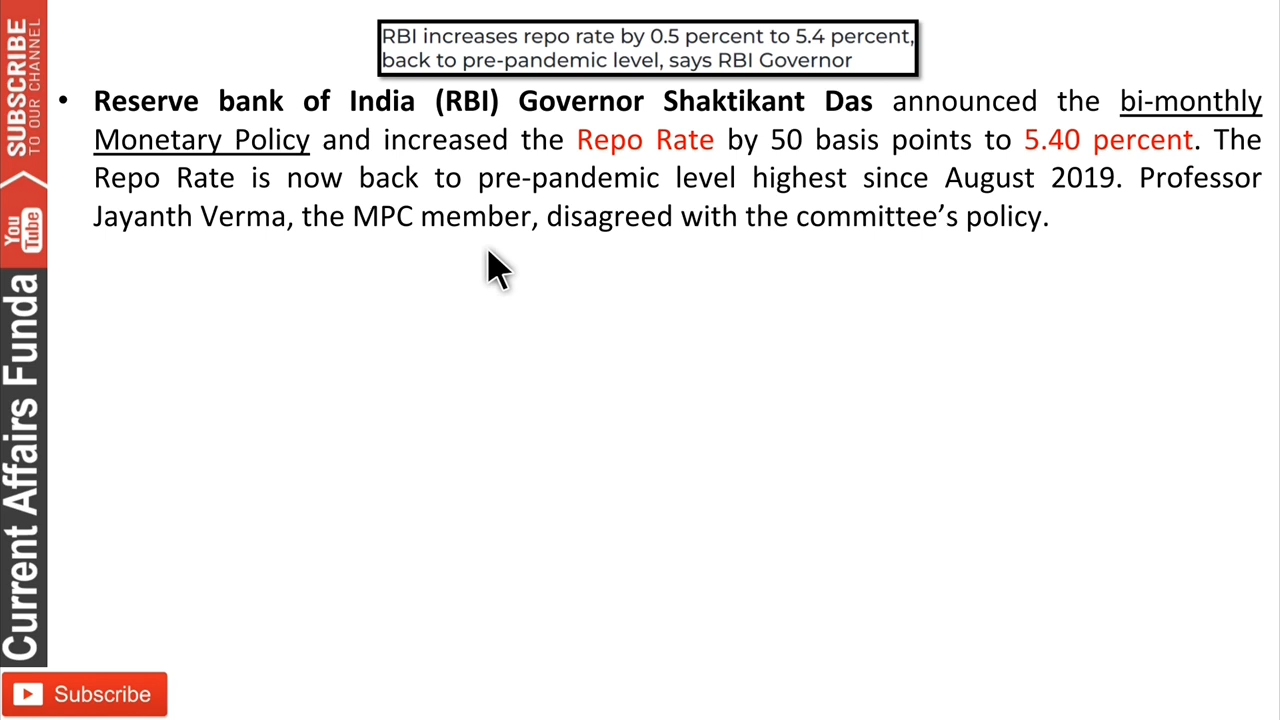 RBI increases repo rate by 0.5 percent to 5.4 percent,
back to pre-pandemic level, says RBI Governor
• Reserve bank of India (RBI) Governor Shaktikant Das announced the bi-monthly
Monetary Policy and increased the Repo Rate by 50 basis points to 5.40 percent. The
Repo Rate is now back to pre-pandemic level highest since August 2019. Professor
Jayanth Verma, the MPC member, disagreed with the committee’s policy.
SUBSCRIBE
TO OUR CHANNEL
You
Tube
Current Affairs Funda
Subscribe